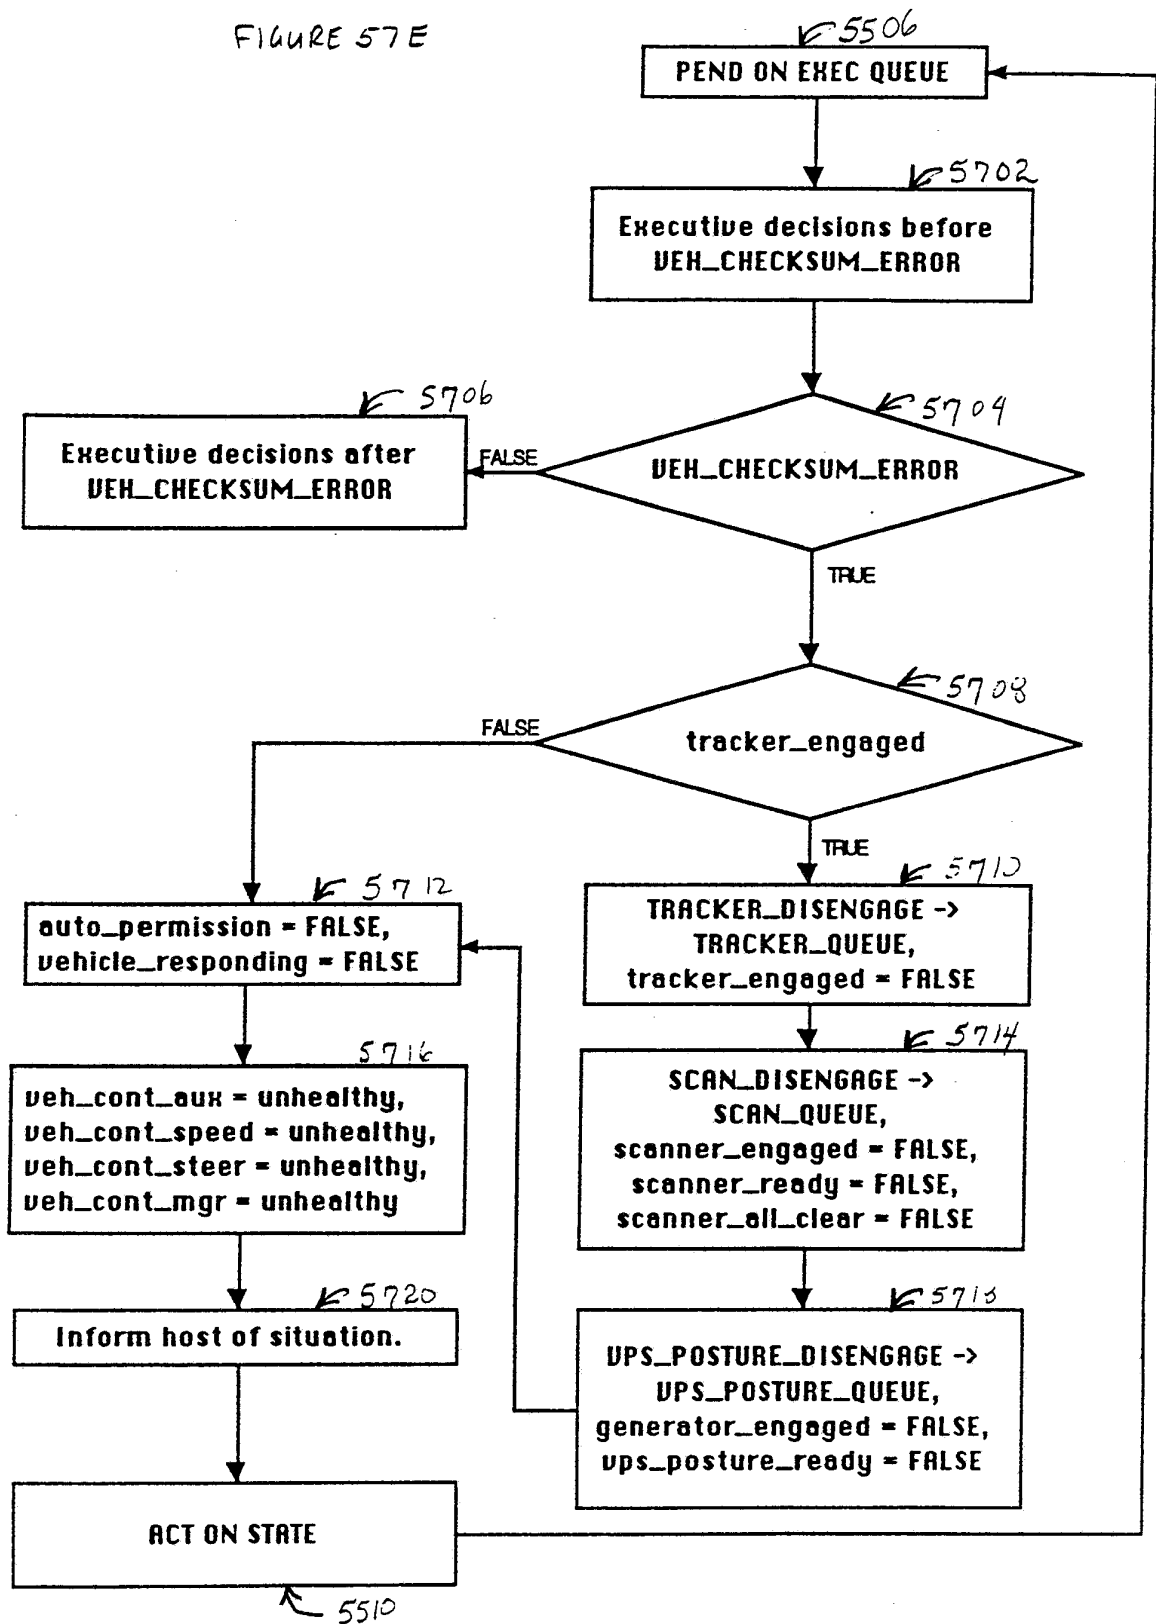 FIGURE 57E
5506
PEND ON EXEC QUEUE
5702
Executive decisions before
VEH_CHECKSUM_ERROR
5706
Executive decisions after
VEH_CHECKSUM_ERROR
FALSE
5704
VEH_CHECKSUM_ERROR
TRUE
5708
FALSE
tracker_engaged
TRUE
5712
auto_permission = FALSE,
vehicle_responding = FALSE
5710
TRACKER_DISENGAGE ->
TRACKER_QUEUE,
tracker_engaged = FALSE
5716
veh_cont_aux = unhealthy,
veh_cont_speed = unhealthy,
veh_cont_steer = unhealthy,
veh_cont_mgr = unhealthy
5714
SCAN_DISENGAGE ->
SCAN_QUEUE,
scanner_engaged = FALSE,
scanner_ready = FALSE,
scanner_all_clear = FALSE
5720
Inform host of situation.
5718
VPS_POSTURE_DISENGAGE ->
VPS_POSTURE_QUEUE,
generator_engaged = FALSE,
vps_posture_ready = FALSE
ACT ON STATE
5510